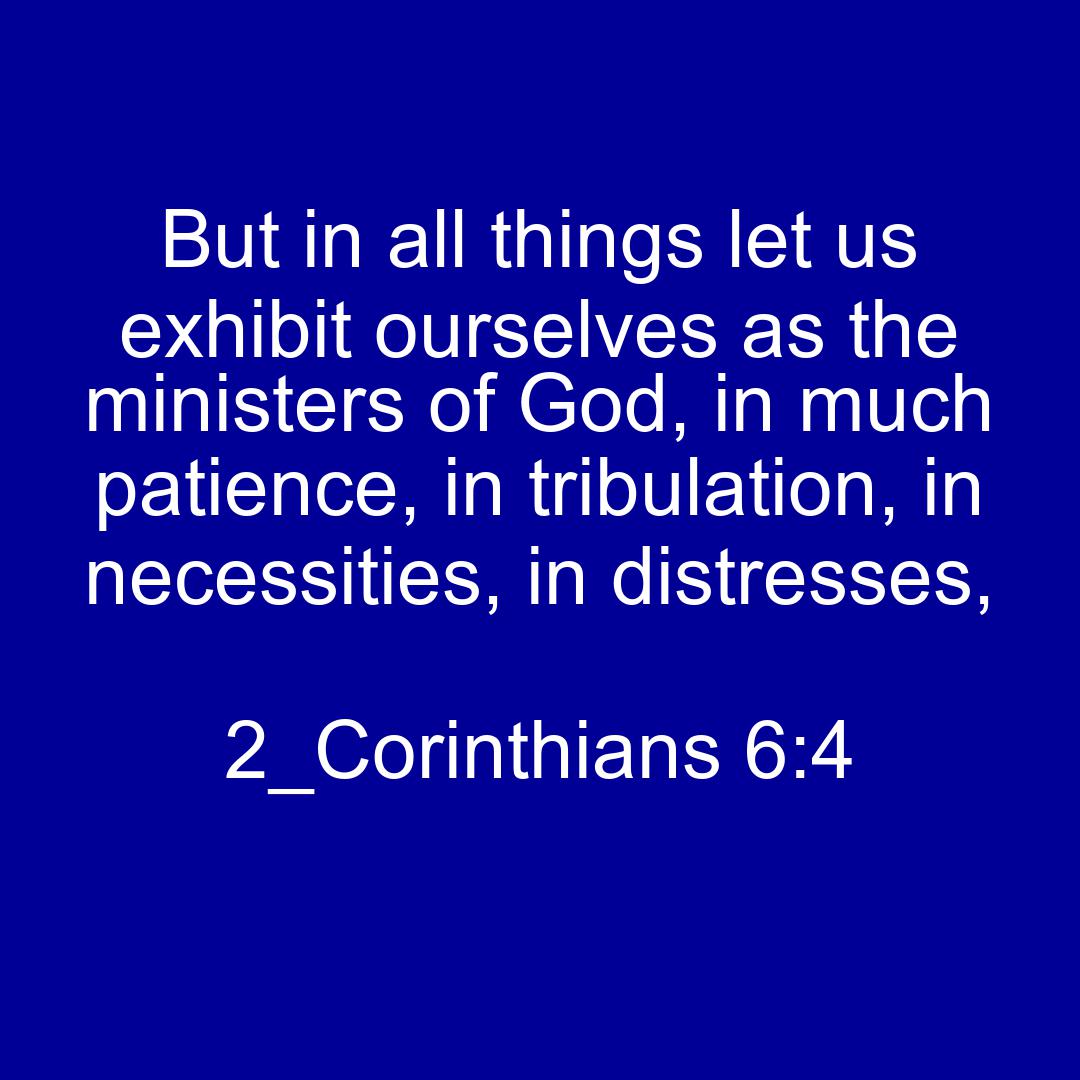 But in all things let us
exhibit ourselves as the
ministers of God, in much
patience, in tribulation, in
necessities, in distresses,
2_Corinthians 6:4